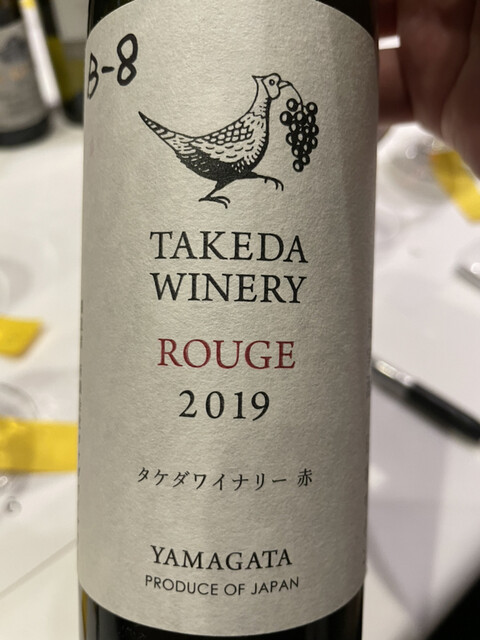 B-8
TAKEDA
WINERY
ROUGE
2019
タケダワイナリー 赤
YAMAGATA
PRODUCE OF JAPAN